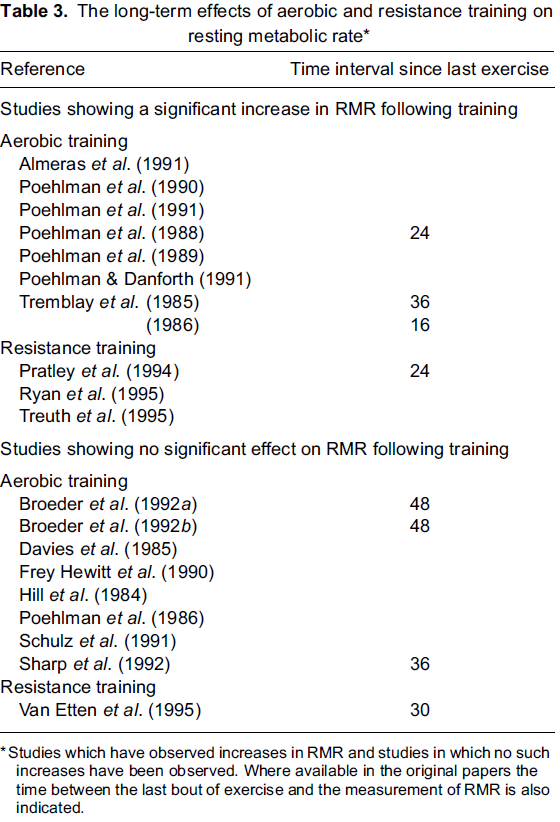 Table 3. The long-term effects of aerobic and resistance training on
resting metabolic rate*
Reference Time interval since last exercise
Studies showing a significant increase in RMR following training
Aerobic training
Almeras et al. (1991)
Poehlman et al. (1990)
Poehlman et al. (1991)
Poehlman et al. (1988) 24
Poehlman et al. (1989)
Poehlman & Danforth (1991)
Tremblay et al. (1985) 36
(1986) 16
Resistance training
Pratley et al. (1994) 24
Ryan et al. (1995)
Treuth et al. (1995)
Studies showing no significant effect on RMR following training
Aerobic training
Broeder et al. (1992a) 48
Broeder et al. (1992b) 48
Davies et al. (1985)
Frey Hewitt et al. (1990)
Hill et al. (1984)
Poehlman et al. (1986)
Schulz et al. (1991)
Sharp et al. (1992) 36
Resistance training
Van Etten et al. (1995) 30
* Studies which have observed increases in RMR and studies in which no such
increases have been observed. Where available in the original papers the
time between the last bout of exercise and the measurement of RMR is also
indicated.